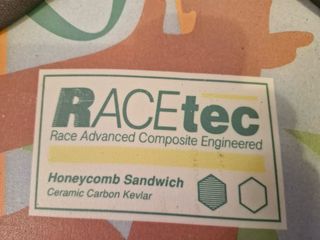 RACEtec
Race Advanced Composite Engineered
Honeycomb Sandwich
Ceramic Carbon Kevlar